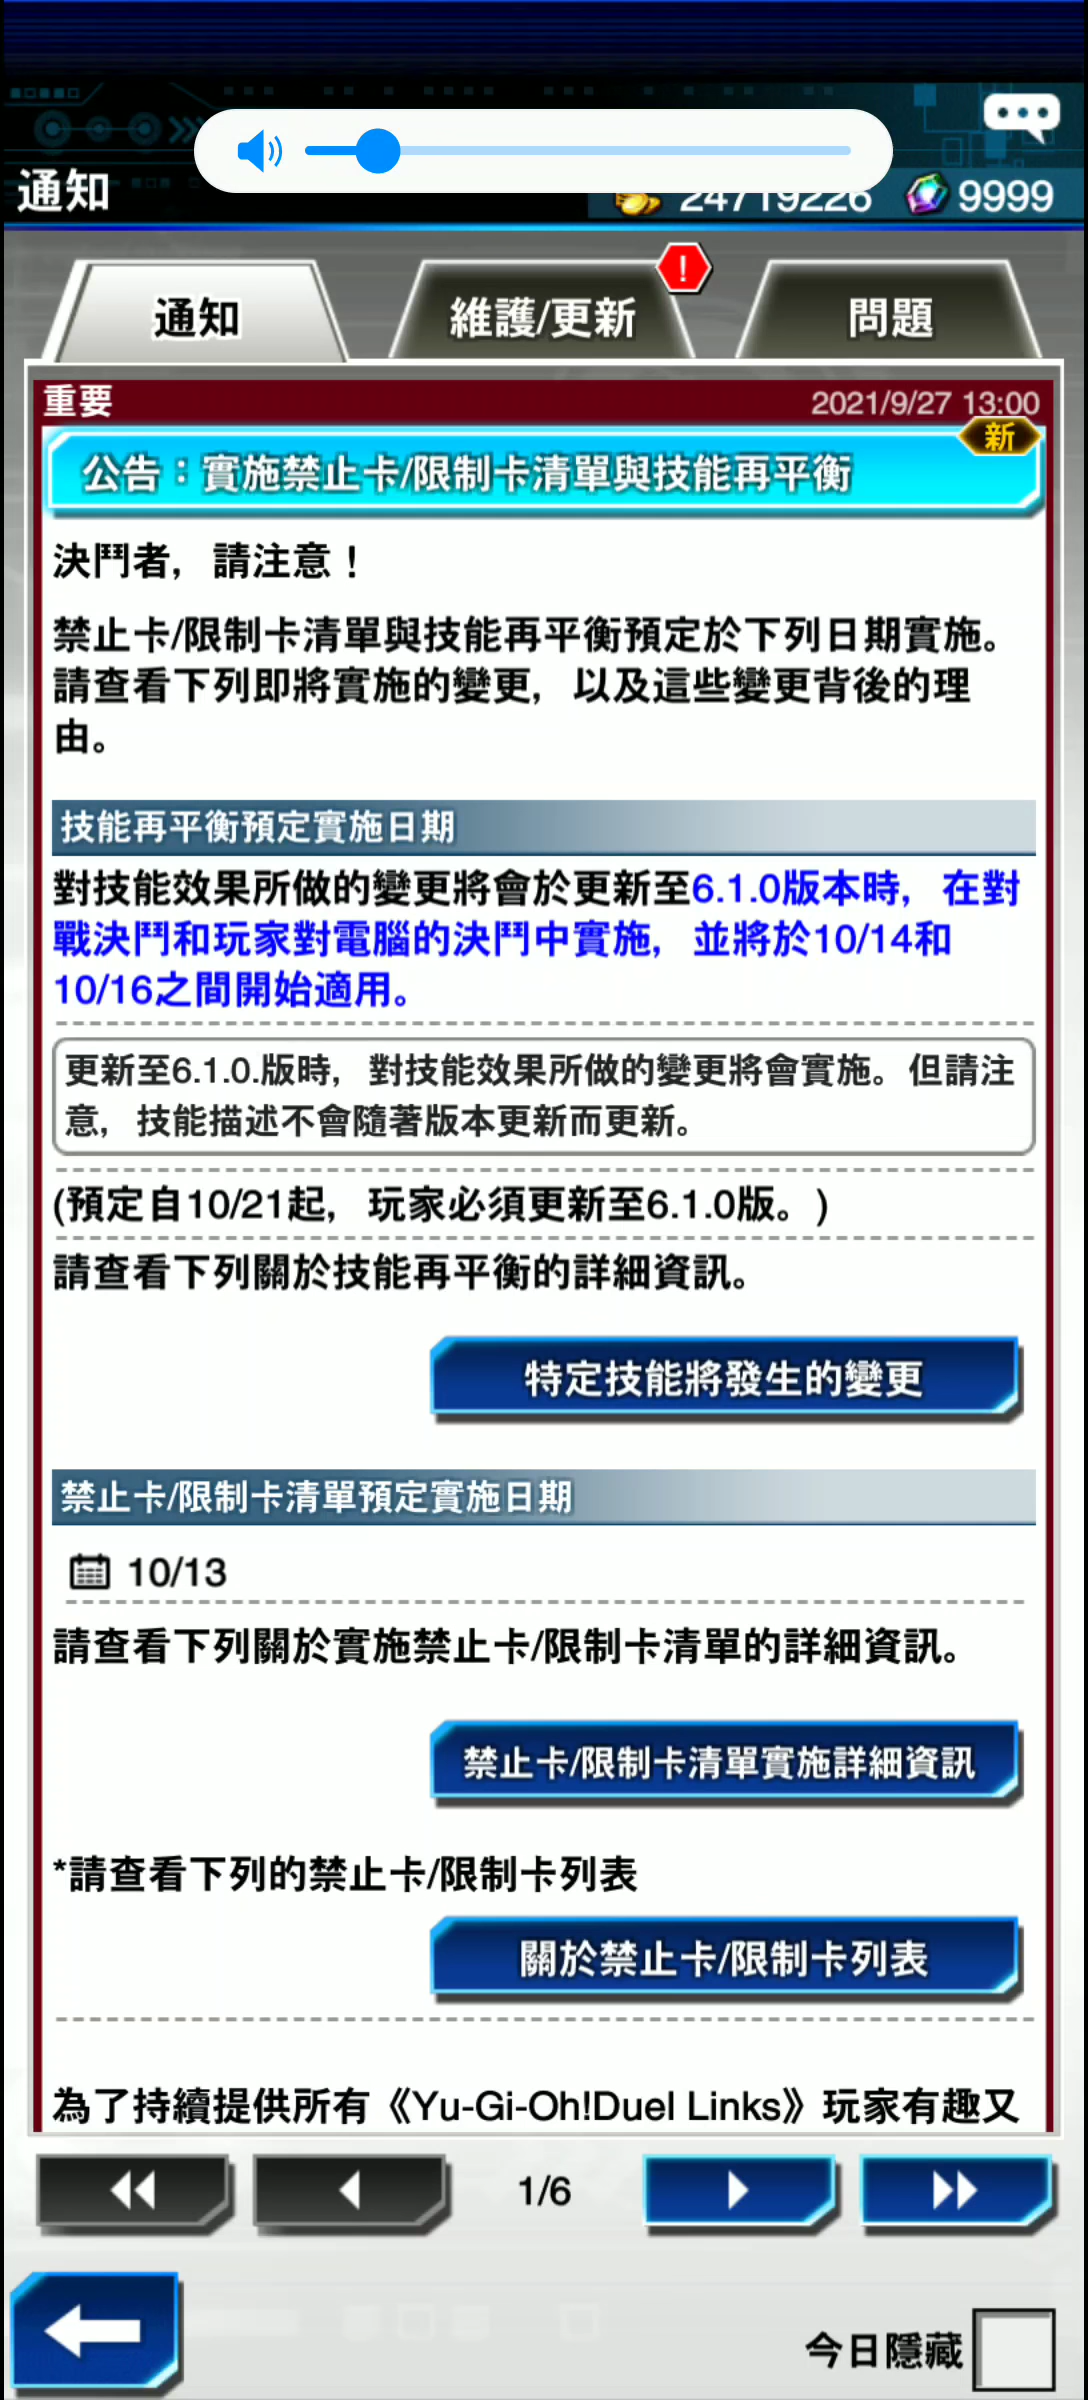 通知
24719226
9999
通知
維護/更新
!
問題
重要
2021/9/27 13:00
新
公告：實施禁止卡/限制卡清單與技能再平衡
決鬥者，請注意！
禁止卡/限制卡清單與技能再平衡預定於下列日期實施。
請查看下列即將實施的變更，以及這些變更背後的理
由。
技能再平衡預定實施日期
對技能效果所做的變更將會於更新至6.1.0版本時，在對
戰決鬥和玩家對電腦的決鬥中實施，並將於10/14和
10/16之間開始適用。
更新至6.1.0.版時，對技能效果所做的變更將會實施。但請注
意，技能描述不會隨著版本更新而更新。
(預定自10/21起，玩家必須更新至6.1.0版。)
請查看下列關於技能再平衡的詳細資訊。
特定技能將發生的變更
禁止卡/限制卡清單預定實施日期
10/13
請查看下列關於實施禁止卡/限制卡清單的詳細資訊。
禁止卡/限制卡清單實施詳細資訊
*請查看下列的禁止卡/限制卡列表
關於禁止卡/限制卡列表
為了持續提供所有《Yu-Gi-Oh!Duel Links》玩家有趣又
1/6
今日隱藏